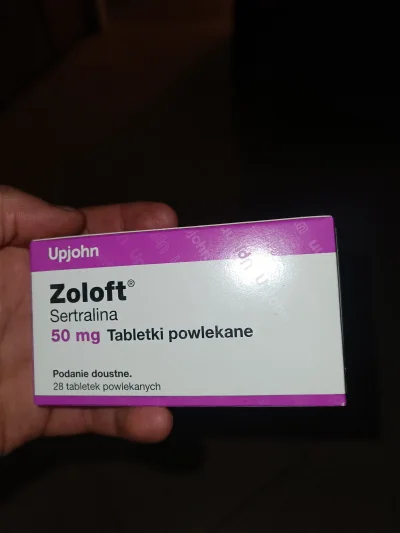 Upjohn
Zoloft®
Sertralina
50 mg Tabletki powlekane
Podanie doustne.
28 tabletek powlekanych